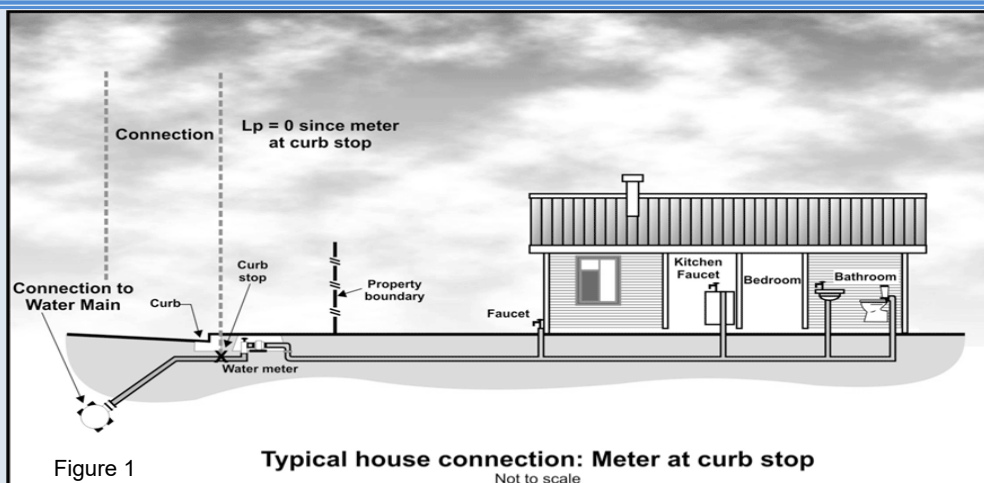 Connection
Lp = 0 since meter
at curb stop
Connection to
Water Main
Curb
Curb
stop
Property
boundary
Water meter
Faucet
Kitchen
Faucet
Bedroom
Bathroom
Figure 1
Typical house connection: Meter at curb stop
Not to scale